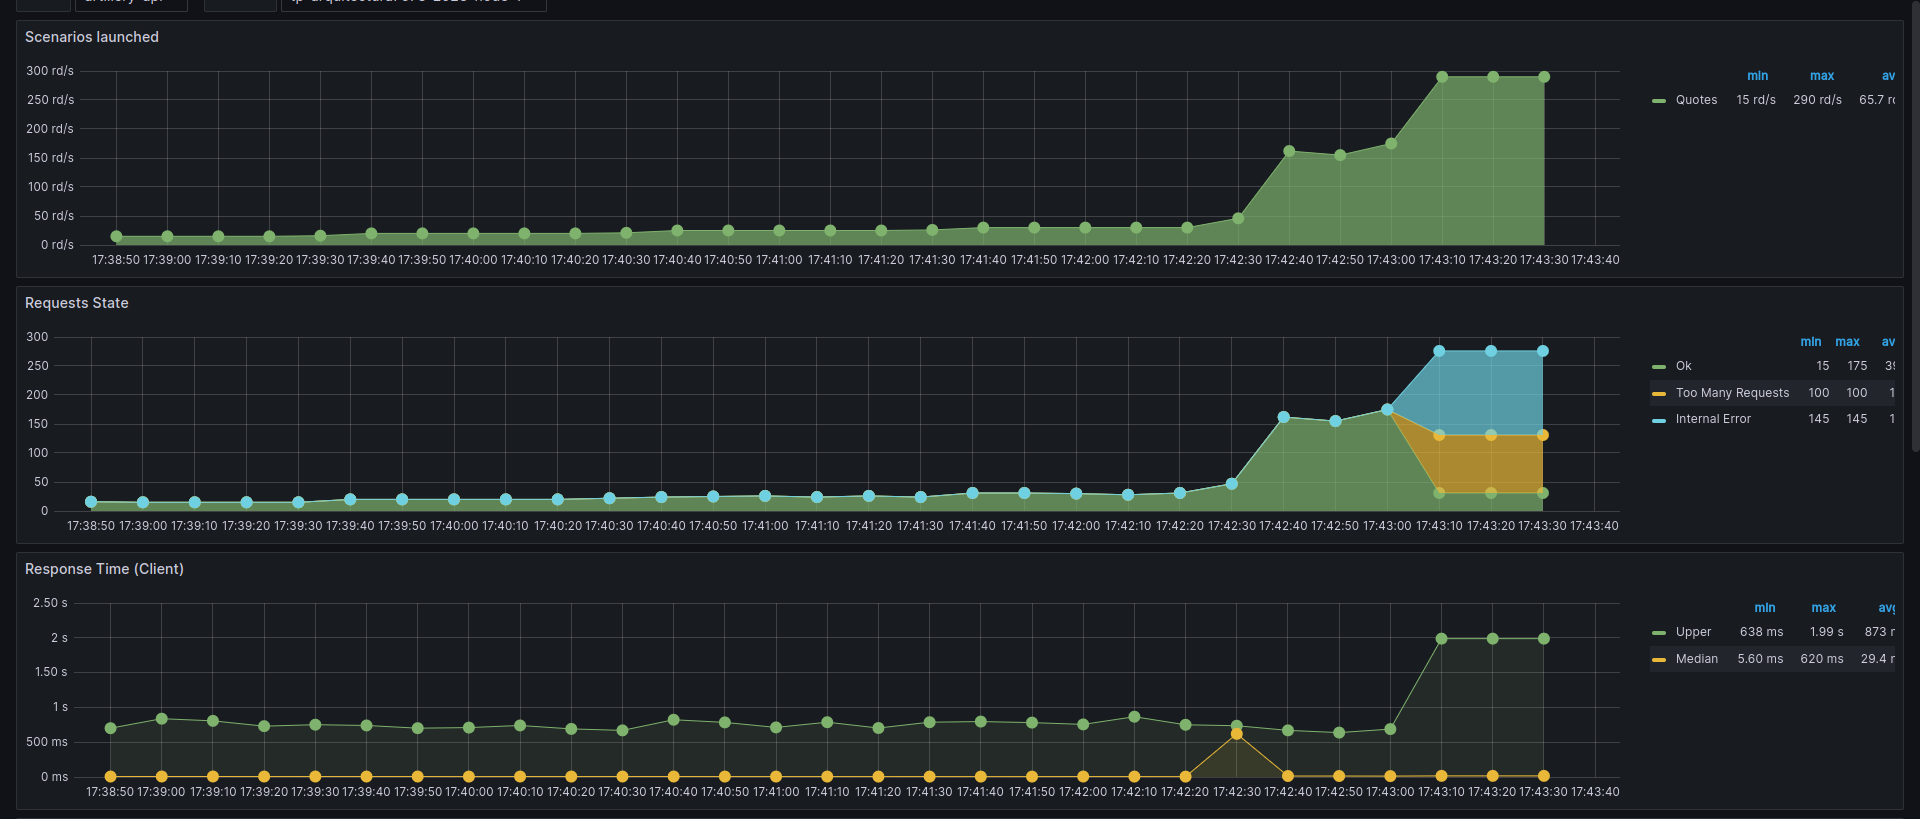 Scenarios launched
300 rd/s
250 rd/s
200 rd/s
150 rd/s
100 rd/s
50 rd/s
0 rd/s
17:38:50 17:39:00 17:39:10 17:39:20 17:39:30 17:39:40 17:39:50 17:40:00 17:40:10 17:40:20 17:40:30 17:40:40 17:40:50 17:41:00 17:41:10 17:41:20 17:41:30 17:41:40 17:41:50 17:42:00 17:42:10 17:42:20 17:42:30 17:42:40 17:42:50 17:43:00 17:43:10 17:43:20 17:43:30 17:43:40
min max av
Quotes 15 rd/s 290 rd/s 65.7 r
Requests State
300
250
200
150
100
50
0
17:38:50 17:39:00 17:39:10 17:39:20 17:39:30 17:39:40 17:39:50 17:40:00 17:40:10 17:40:20 17:40:30 17:40:40 17:40:50 17:41:00 17:41:10 17:41:20 17:41:30 17:41:40 17:41:50 17:42:00 17:42:10 17:42:20 17:42:30 17:42:40 17:42:50 17:43:00 17:43:10 17:43:20 17:43:30 17:43:40
min max av
Ok 15 175 39
Too Many Requests 100 100 1
Internal Error 145 145 1
Response Time (Client)
2.50 s
2 s
1.50 s
1 s
500 ms
0 ms
17:38:50 17:39:00 17:39:10 17:39:20 17:39:30 17:39:40 17:39:50 17:40:00 17:40:10 17:40:20 17:40:30 17:40:40 17:40:50 17:41:00 17:41:10 17:41:20 17:41:30 17:41:40 17:41:50 17:42:00 17:42:10 17:42:20 17:42:30 17:42:40 17:42:50 17:43:00 17:43:10 17:43:20 17:43:30 17:43:40
min max avg
Upper 638 ms 1.99 s 873 r
Median 5.60 ms 620 ms 29.4 r